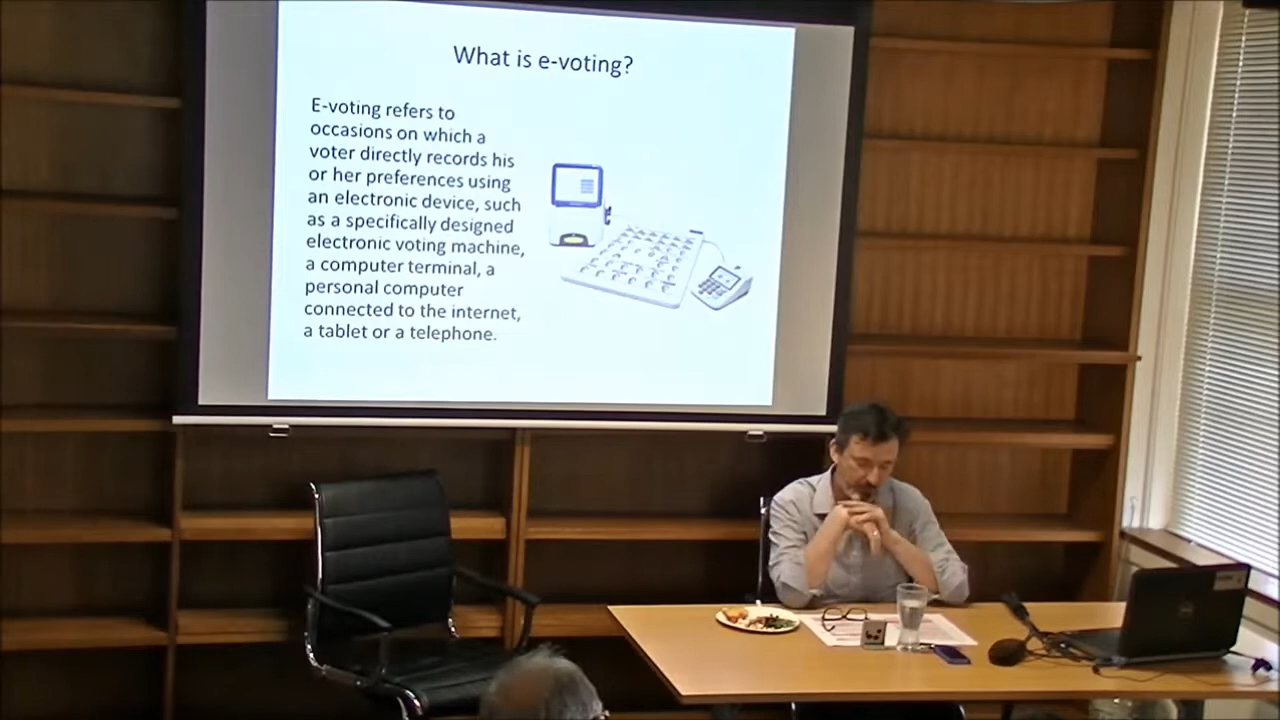 What is e-voting?
E-voting refers to
occasions on which a
voter directly records his
or her preferences using
an electronic device, such
as a specifically designed
electronic voting machine,
a computer terminal, a
personal computer
connected to the internet,
a tablet or a telephone.